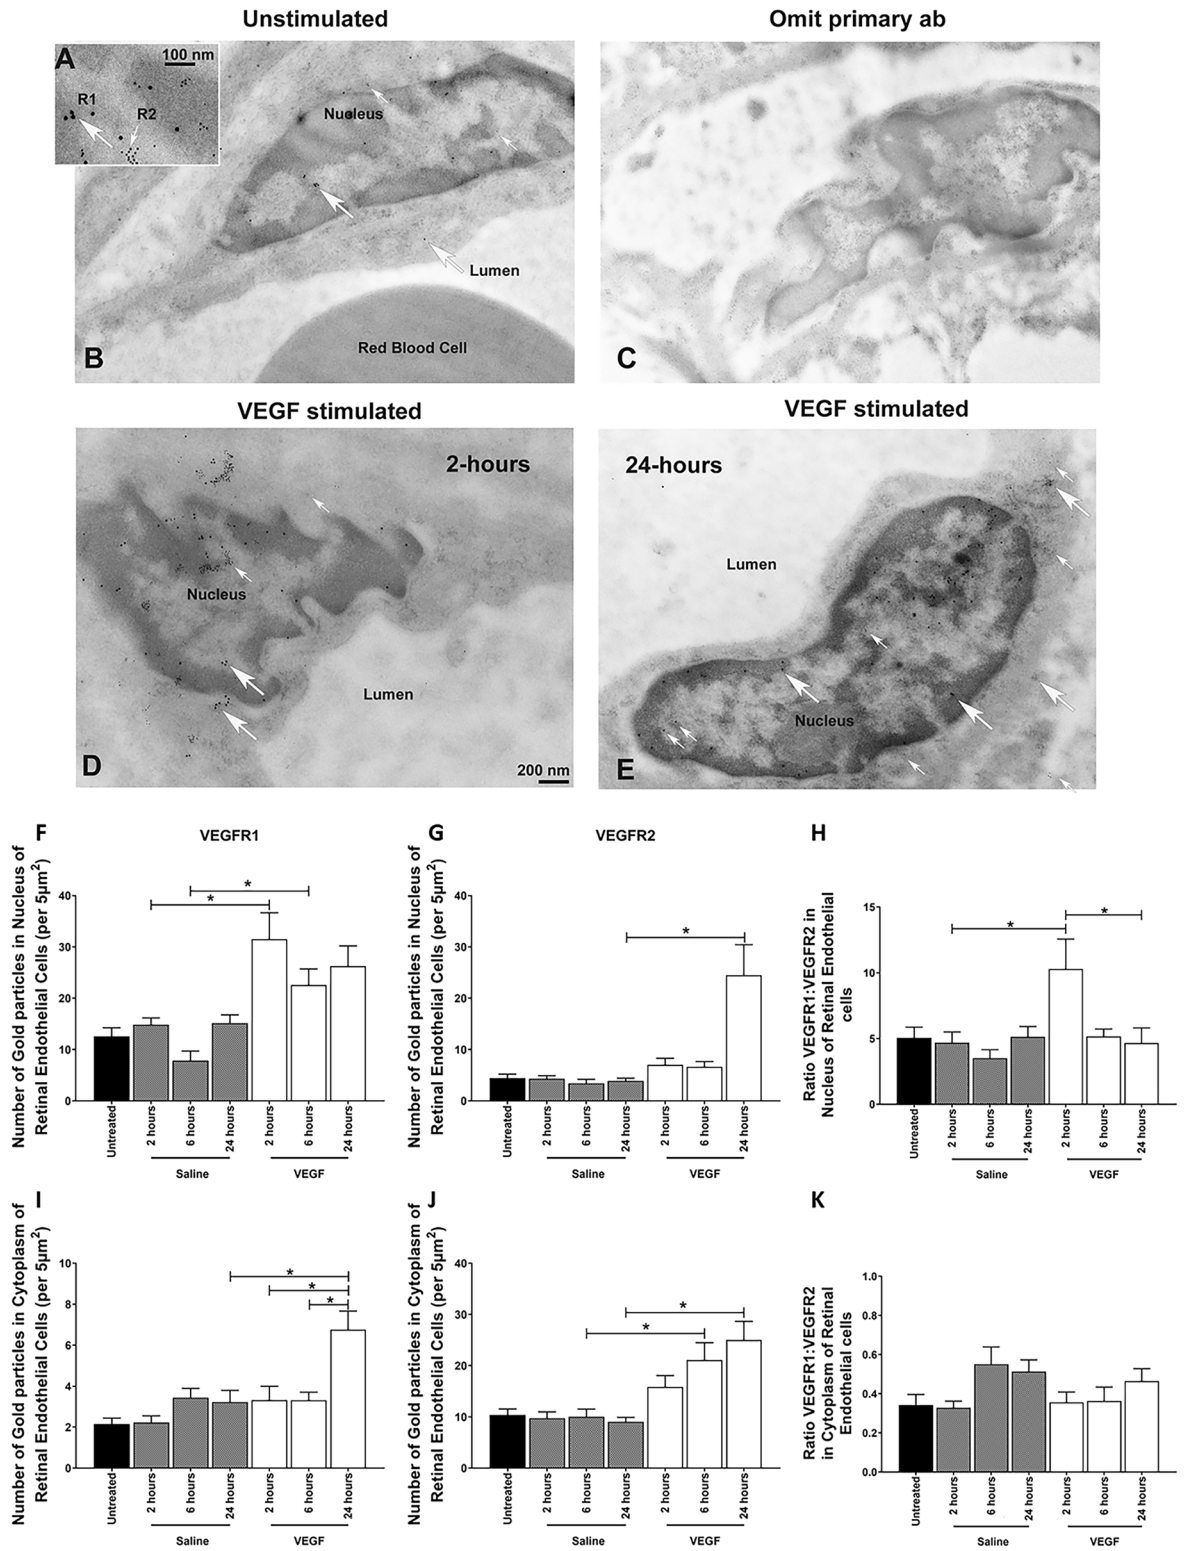 Unstimulated
Omit primary ab
A
100 nm
R1
R2
Nucleus
Lumen
Red Blood Cell
B
C
VEGF stimulated
VEGF stimulated
2-hours
24-hours
Nucleus
Lumen
Lumen
Nucleus
D
200 nm
E
F
VEGFR1
Number of Gold particles in Nucleus of
Retinal Endothelial Cells (per 5µm²)
40
30
20
10
0
*
*
Untreated
2 hours
6 hours
24 hours
2 hours
6 hours
24 hours
Saline
VEGF
G
VEGFR2
Number of Gold particles in Nucleus of
Retinal Endothelial Cells (per 5µm²)
40
30
20
10
0
*
Untreated
2 hours
6 hours
24 hours
2 hours
6 hours
24 hours
Saline
VEGF
H
Ratio VEGFR1:VEGFR2 in
Nucleus of Retinal Endothelial
cells
15
10
5
0
*
*
Untreated
2 hours
6 hours
24 hours
2 hours
6 hours
24 hours
Saline
VEGF
I
Number of Gold particles in Cytoplasm of
Retinal Endothelial Cells (per 5µm²)
10
8
6
4
2
0
*
*
*
Untreated
2 hours
6 hours
24 hours
2 hours
6 hours
24 hours
Saline
VEGF
J
Number of Gold particles in Cytoplasm of
Retinal Endothelial Cells (per 5µm²)
40
30
20
10
0
*
*
Untreated
2 hours
6 hours
24 hours
2 hours
6 hours
24 hours
Saline
VEGF
K
Ratio VEGFR1:VEGFR2
in Cytoplasm of Retinal
Endothelial cells
1.0
0.8
0.6
0.4
0.2
0.0
Untreated
2 hours
6 hours
24 hours
2 hours
6 hours
24 hours
Saline
VEGF